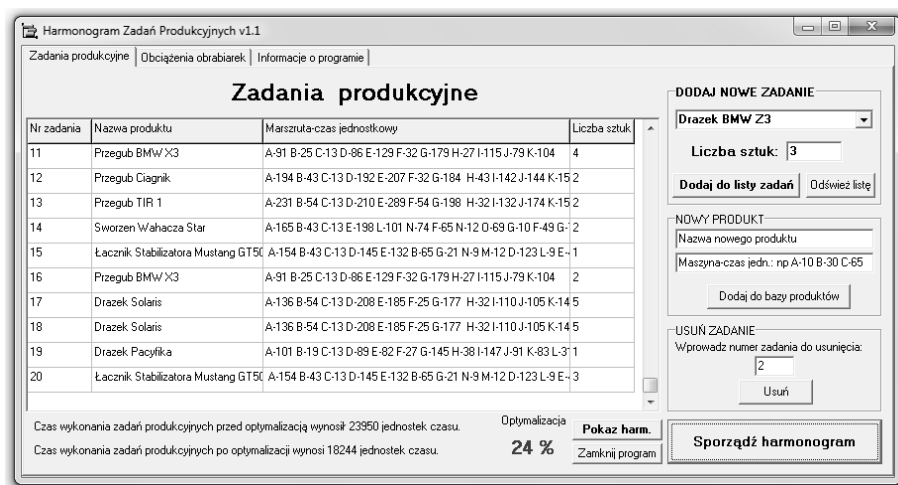 Harmonogram Zadań Produkcyjnych v1.1
Zadania produkcyjne Obciążenia obrabiarek Informacje o programie
Zadania produkcyjne
Nr zadania Nazwa produktu Marszruta-czas jednostkowy Liczba sztuk
11 Przegub BMW X3 A-91 B-25 C-13 D-86 E-129 F-32 G-179 H-27 I-115 J-79 K-104 4
12 Przegub Ciagnik A-194 B-43 C-13 D-192 E-207 F-32 G-184 H-43 I-142 J-144 K-15 2
13 Przegub TIR 1 A-231 B-54 C-13 D-210 E-289 F-54 G-198 H-32 I-132 J-174 K-15 2
14 Sworzen Wahacza Star A-165 B-43 C-13 E-198 L-101 N-74 F-65 N-12 O-69 G-10 F-49 G- 2
15 Łacznik Stabilizatora Mustang GT50 A-154 B-43 C-13 D-145 E-132 B-65 G-21 N-9 M-12 D-123 L-9 E- 1
16 Przegub BMW X3 A-91 B-25 C-13 D-86 E-129 F-32 G-179 H-27 I-115 J-79 K-104 2
17 Drazek Solaris A-136 B-54 C-13 D-208 E-185 F-25 G-177 H-32 I-110 J-105 K-14 5
18 Drazek Solaris A-136 B-54 C-13 D-208 E-185 F-25 G-177 H-32 I-110 J-105 K-14 5
19 Drazek Pacyfika A-101 B-19 C-13 D-89 E-82 F-27 G-145 H-38 I-147 J-91 K-83 L-3 1
20 Łacznik Stabilizatora Mustang GT50 A-154 B-43 C-13 D-145 E-132 B-65 G-21 N-9 M-12 D-123 L-9 E- 3
Czas wykonania zadań produkcyjnych przed optymalizacją wynosił 23950 jednostek czasu.
Czas wykonania zadań produkcyjnych po optymalizacji wynosi 18244 jednostek czasu.
Optymalizacja
24 %
Pokaz harm.
Zamknij program
DODAJ NOWE ZADANIE
Drazek BMW Z3
Liczba sztuk: 3
Dodaj do listy zadań Odśwież listę
NOWY PRODUKT
Nazwa nowego produktu
Maszyna-czas jedn.: np A-10 B-30 C-65
Dodaj do bazy produktów
USUŃ ZADANIE
Wprowadz numer zadania do usunięcia:
2
Usuń
Sporządź harmonogram